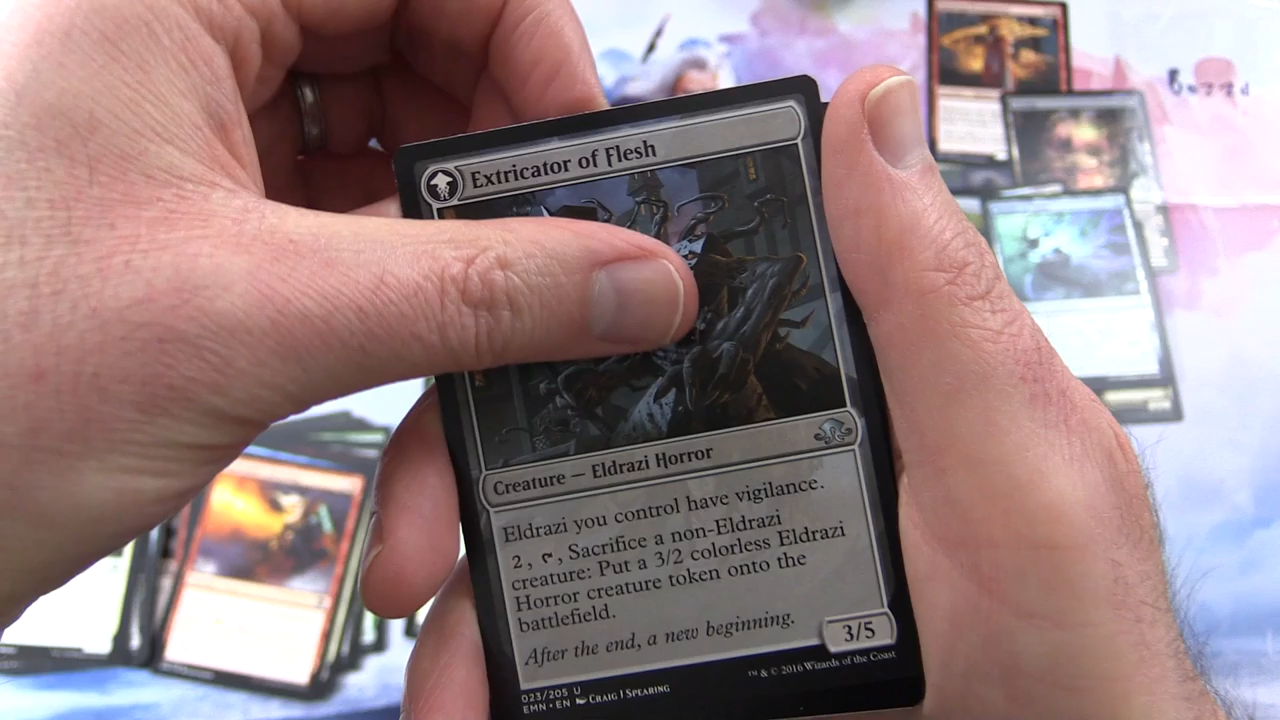 Extricator of Flesh
Creature — Eldrazi Horror
Eldrazi you control have vigilance.
2, , Sacrifice a non-Eldrazi
creature: Put a 3/2 colorless Eldrazi
Horror creature token onto the
battlefield.
After the end, a new beginning.
3/5
023/205 U
EMN • EN Craig J Spearing
™ & © 2016 Wizards of the Coast